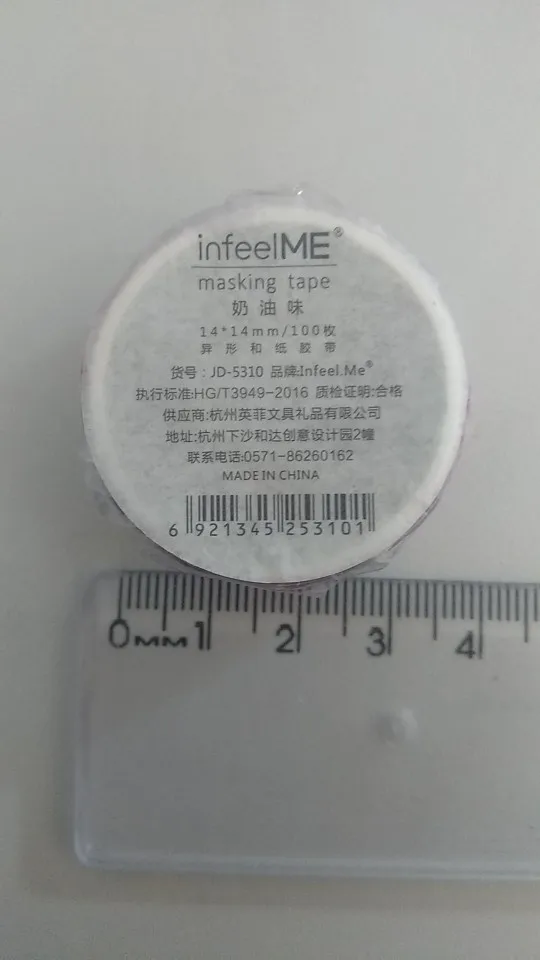 infeelME®
masking tape
奶油味
14*14mm/100枚
异形和纸胶带
货号：JD-5310 品牌:Infeel.Me®
执行标准:HG/T3949-2016 质检证明:合格
供应商:杭州英菲文具礼品有限公司
地址:杭州下沙和达创意设计园2幢
联系电话:0571-86260162
MADE IN CHINA
6 921345 253101
0MM 1 2 3 4